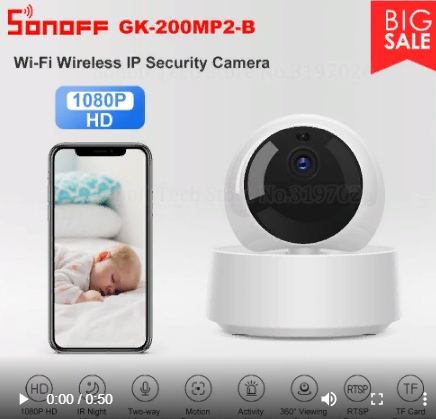 SONOFF GK-200MP2-B
BIG
SALE
Wi-Fi Wireless IP Security Camera
1080P
HD
0:00 / 0:50
HD
RTSP
TF
1080P HD
IR Night
Two-way
Motion
Activity
360° Viewing
RTSP
TF Card